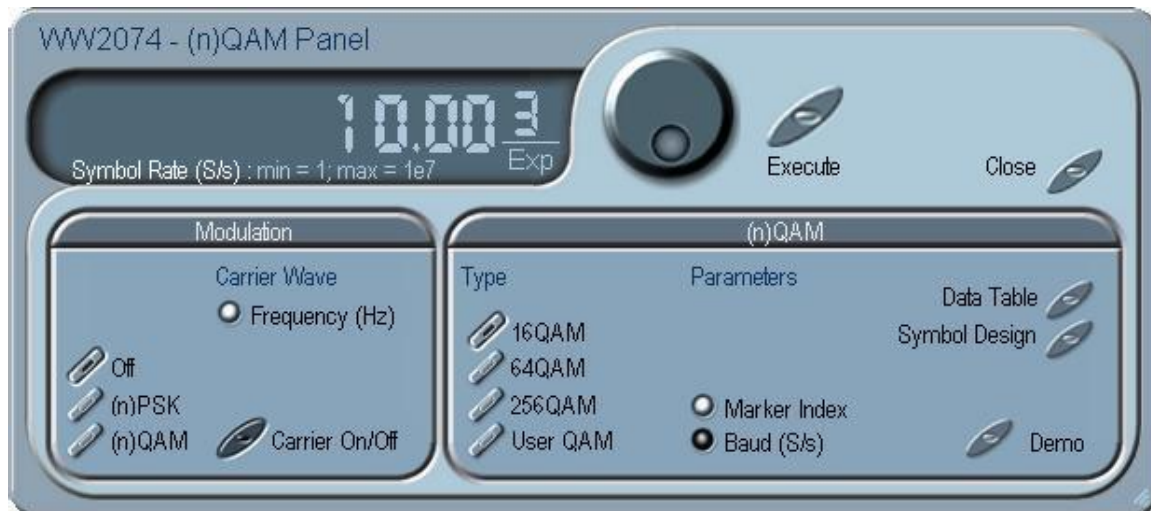 WW2074 - (n)QAM Panel
10.00 3
Exp
Symbol Rate (S/s) : min = 1; max = 1e7
Execute
Close
Modulation
Carrier Wave
Frequency (Hz)
Off
(n)PSK
(n)QAM
Carrier On/Off
(n)QAM
Type
16QAM
64QAM
256QAM
User QAM
Parameters
Marker Index
Baud (S/s)
Data Table
Symbol Design
Demo